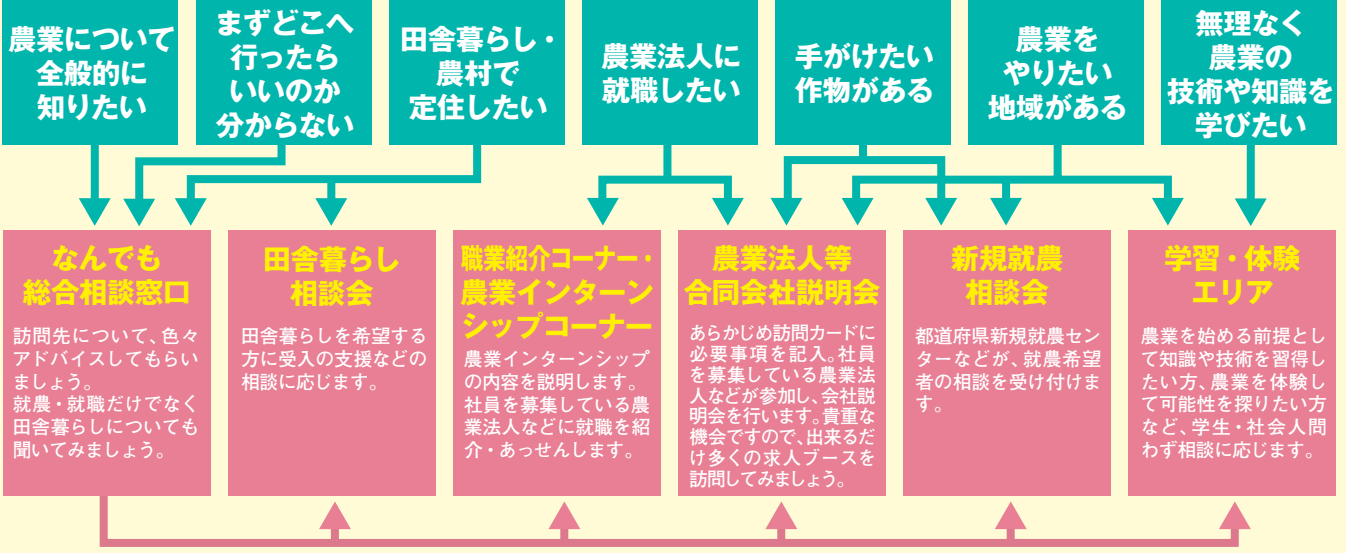 農業について
全般的に
知りたい
まずどこへ
行ったら
いいのか
分からない
田舎暮らし・
農村で
定住したい
農業法人に
就職したい
手がけたい
作物がある
農業を
やりたい
地域がある
無理なく
農業の
技術や知識を
学びたい
なんでも
総合相談窓口
訪問先について、色々
アドバイスしてもらい
ましょう。
就農・就職だけでなく
田舎暮らしについても
聞いてみましょう。
田舎暮らし
相談会
田舎暮らしを希望する
方に受入の支援などの
相談に応じます。
職業紹介コーナー・
農業インターン
シップコーナー
農業インターンシップ
の内容を説明します。
社員を募集している農
業法人などに就職を紹
介・あっせんします。
農業法人等
合同会社説明会
あらかじめ訪問カードに
必要事項を記入。社員
を募集している農業法
人などが参加し、会社説
明会を行います。貴重な
機会ですので、出来るだ
け多くの求人ブースを
訪問してみましょう。
新規就農
相談会
都道府県新規就農セン
ターなどが、就農希望
者の相談を受け付けま
す。
学習・体験
エリア
農業を始める前提とし
て知識や技術を習得し
たい方、農業を体験し
て可能性を探りたい方
など、学生・社会人問
わず相談に応じます。